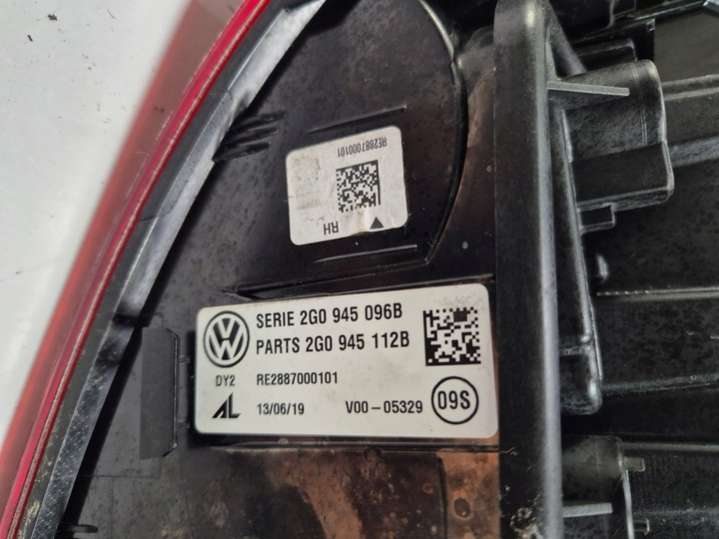 RE2887000101
RH
SERIE 2G0 945 096B
PARTS 2G0 945 112B
DY2 RE2887000101
AL 13/06/19 V00-05329 09S